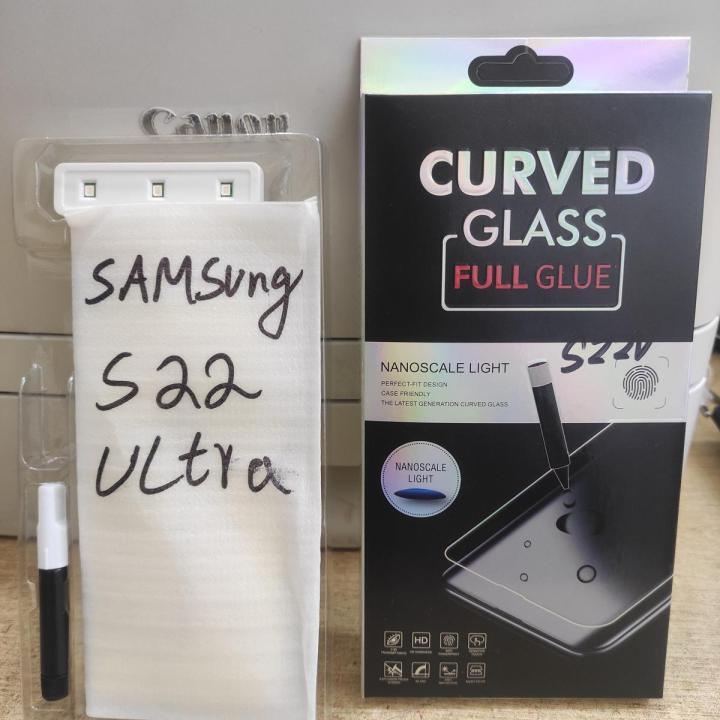 Canon
SAMSung
S22
ULtra
CURVED
GLASS
FULL GLUE
S22U
NANOSCALE LIGHT
PERFECT-FIT DESIGN
CASE FRIENDLY
THE LATEST GENERATION CURVED GLASS
NANOSCALE
LIGHT
HD